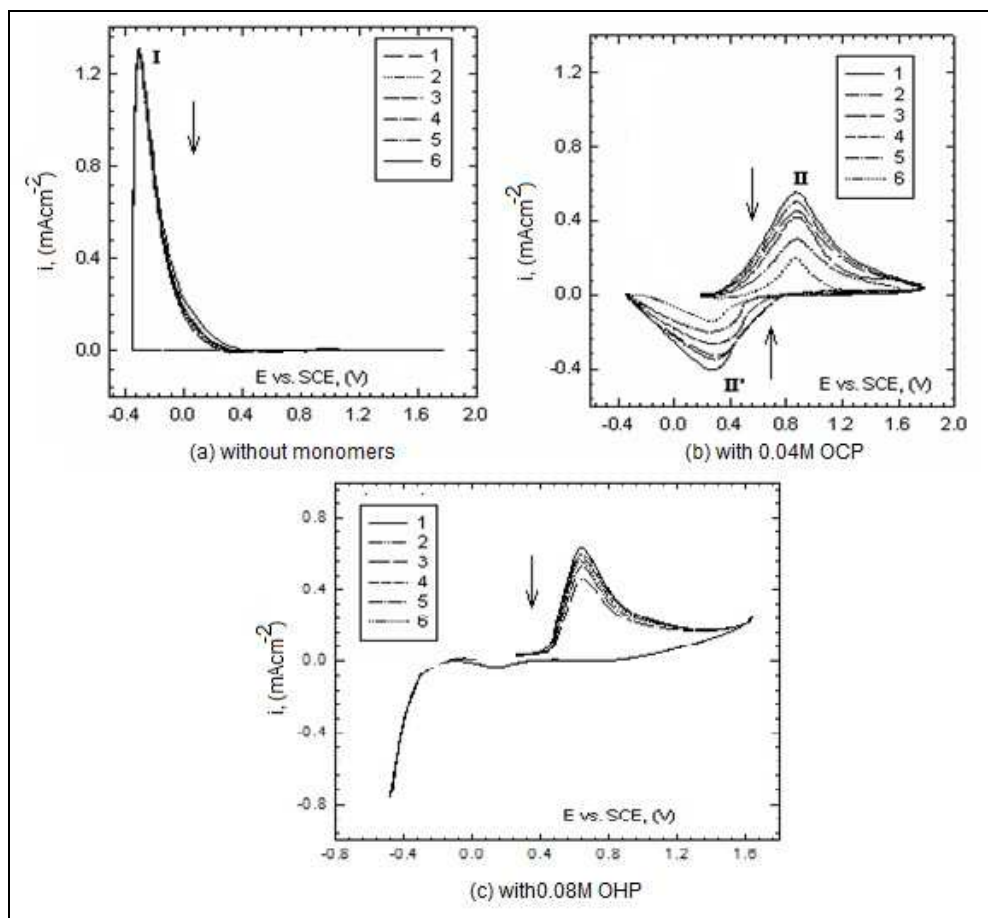 1.2
0.8
0.4
0.0
-0.4 0.0 0.4 0.8 1.2 1.6 2.0
i, (mAcm-2)
E vs. SCE, (V)
I
1
2
3
4
5
6
(a) without monomers
1.2
0.8
0.4
0.0
-0.4
-0.4 0.0 0.4 0.8 1.2 1.6 2.0
i, (mAcm-2)
E vs. SCE, (V)
II
II'
1
2
3
4
5
6
(b) with 0.04M OCP
0.8
0.4
0.0
-0.4
-0.8
-0.8 -0.4 0.0 0.4 0.8 1.2 1.6
i, (mAcm-2)
E vs. SCE, (V)
1
2
3
4
5
6
(c) with0.08M OHP